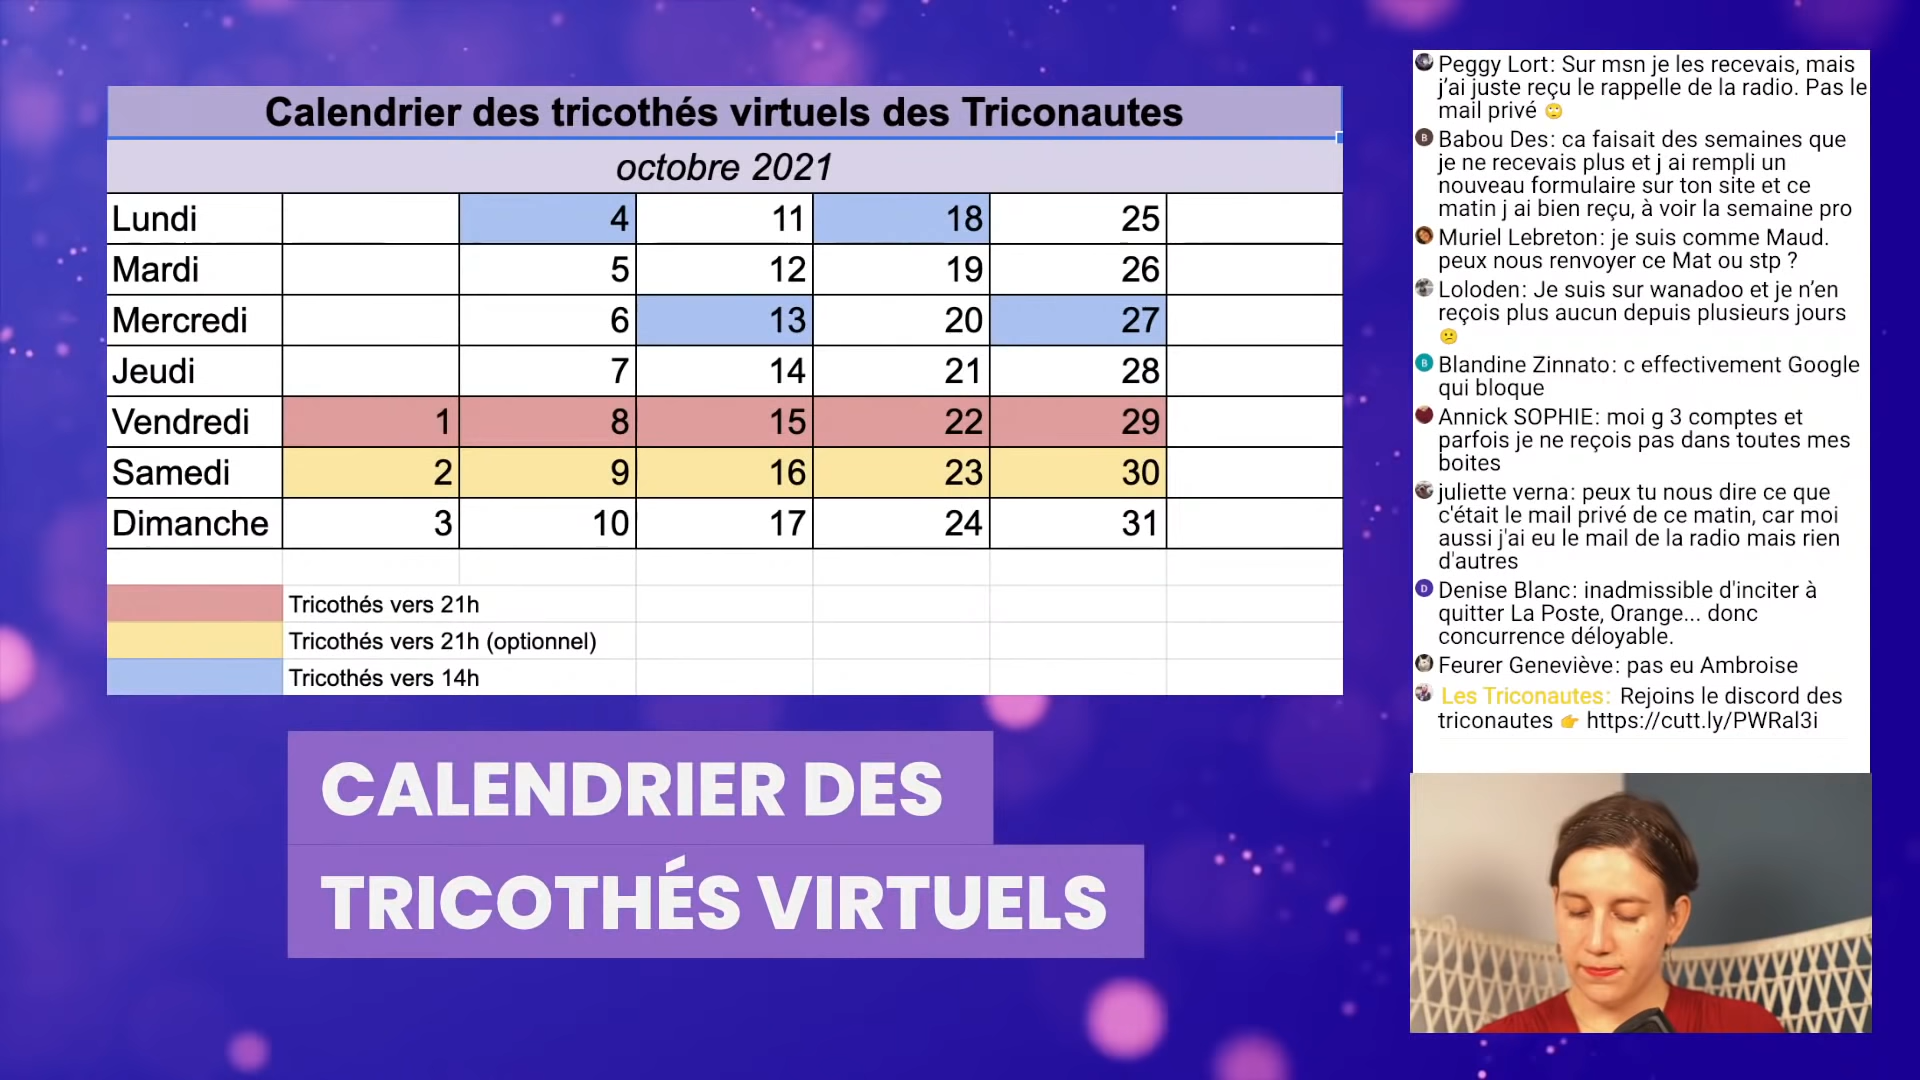 Calendrier des tricothés virtuels des Triconautes
octobre 2021
Lundi 4 11 18 25
Mardi 5 12 19 26
Mercredi 6 13 20 27
Jeudi 7 14 21 28
Vendredi 1 8 15 22 29
Samedi 2 9 16 23 30
Dimanche 3 10 17 24 31
Tricothés vers 21h
Tricothés vers 21h (optionnel)
Tricothés vers 14h
CALENDRIER DES
TRICOTHÉS VIRTUELS
Peggy Lort: Sur msn je les recevais, mais
j’ai juste reçu le rappelle de la radio. Pas le
mail privé 🙄
B Babou Des: ca faisait des semaines que
je ne recevais plus et j ai rempli un
nouveau formulaire sur ton site et ce
matin j ai bien reçu, à voir la semaine pro
Muriel Lebreton: je suis comme Maud.
peux nous renvoyer ce Mat ou stp ?
Loloden: Je suis sur wanadoo et je n’en
reçois plus aucun depuis plusieurs jours
😕
B Blandine Zinnato: c effectivement Google
qui bloque
Annick SOPHIE: moi g 3 comptes et
parfois je ne reçois pas dans toutes mes
boites
juliette verna: peux tu nous dire ce que
c'était le mail privé de ce matin, car moi
aussi j'ai eu le mail de la radio mais rien
d'autres
D Denise Blanc: inadmissible d'inciter à
quitter La Poste, Orange... donc
concurrence déloyable.
Feurer Geneviève: pas eu Ambroise
Les Triconautes: Rejoins le discord des
triconautes 👉 https://cutt.ly/PWRal3i